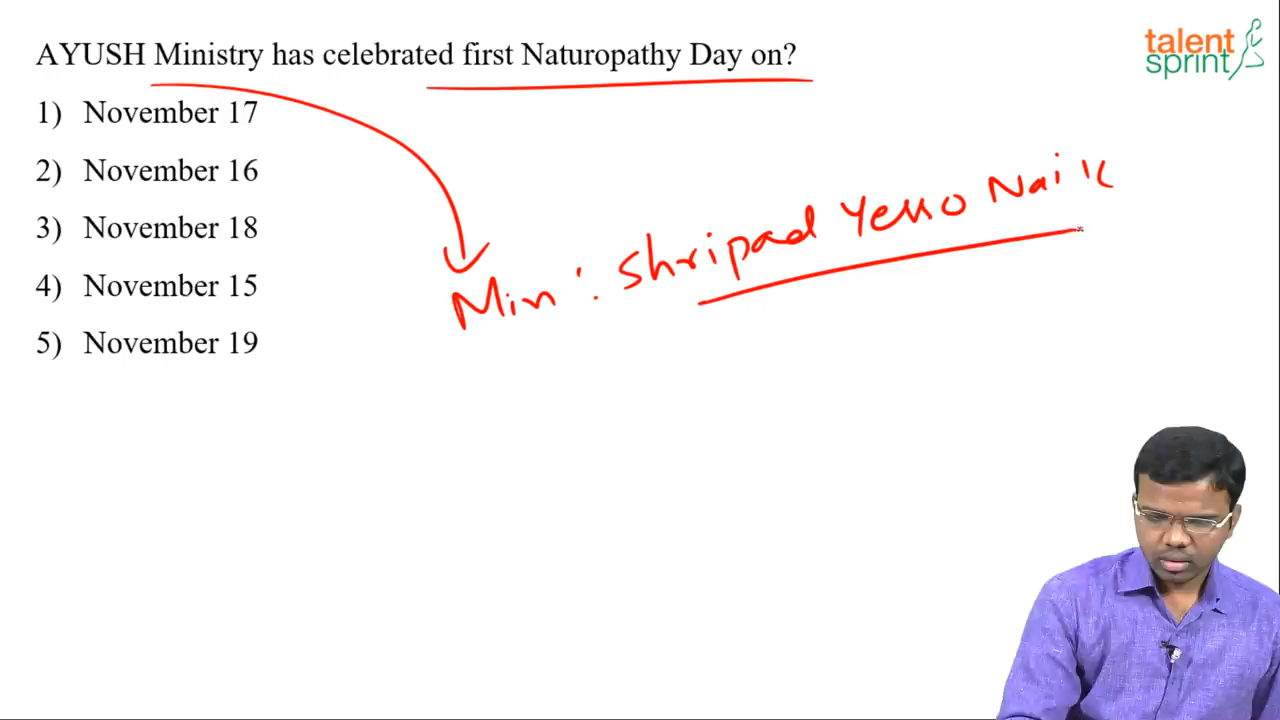 AYUSH Ministry has celebrated first Naturopathy Day on?
1) November 17
2) November 16
3) November 18
4) November 15
5) November 19
Min: Shripad Yesso Naik
talent
sprint